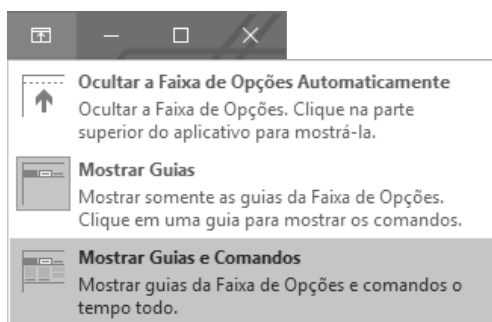 Ocultar a Faixa de Opções Automaticamente
Ocultar a Faixa de Opções. Clique na parte
superior do aplicativo para mostrá-la.
Mostrar Guias
Mostrar somente as guias da Faixa de Opções.
Clique em uma guia para mostrar os comandos.
Mostrar Guias e Comandos
Mostrar guias da Faixa de Opções e comandos o
tempo todo.